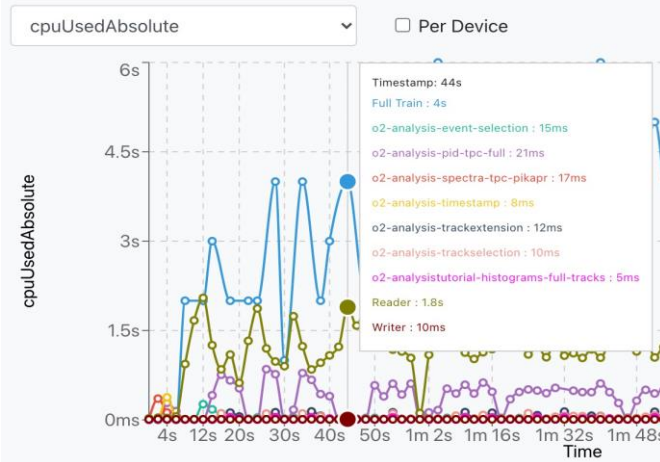 cpuUsedAbsolute
Per Device
6s
4.5s
3s
1.5s
0ms
cpuUsedAbsolute
Timestamp: 44s
Full Train : 4s
o2-analysis-event-selection : 15ms
o2-analysis-pid-tpc-full : 21ms
o2-analysis-spectra-tpc-pikapr : 17ms
o2-analysis-timestamp : 8ms
o2-analysis-trackextension : 12ms
o2-analysis-trackselection : 10ms
o2-analysistutorial-histograms-full-tracks : 5ms
Reader : 1.8s
Writer : 10ms
4s 12s 20s 30s 40s 50s 1m 2s 1m 16s 1m 32s 1m 48s
Time